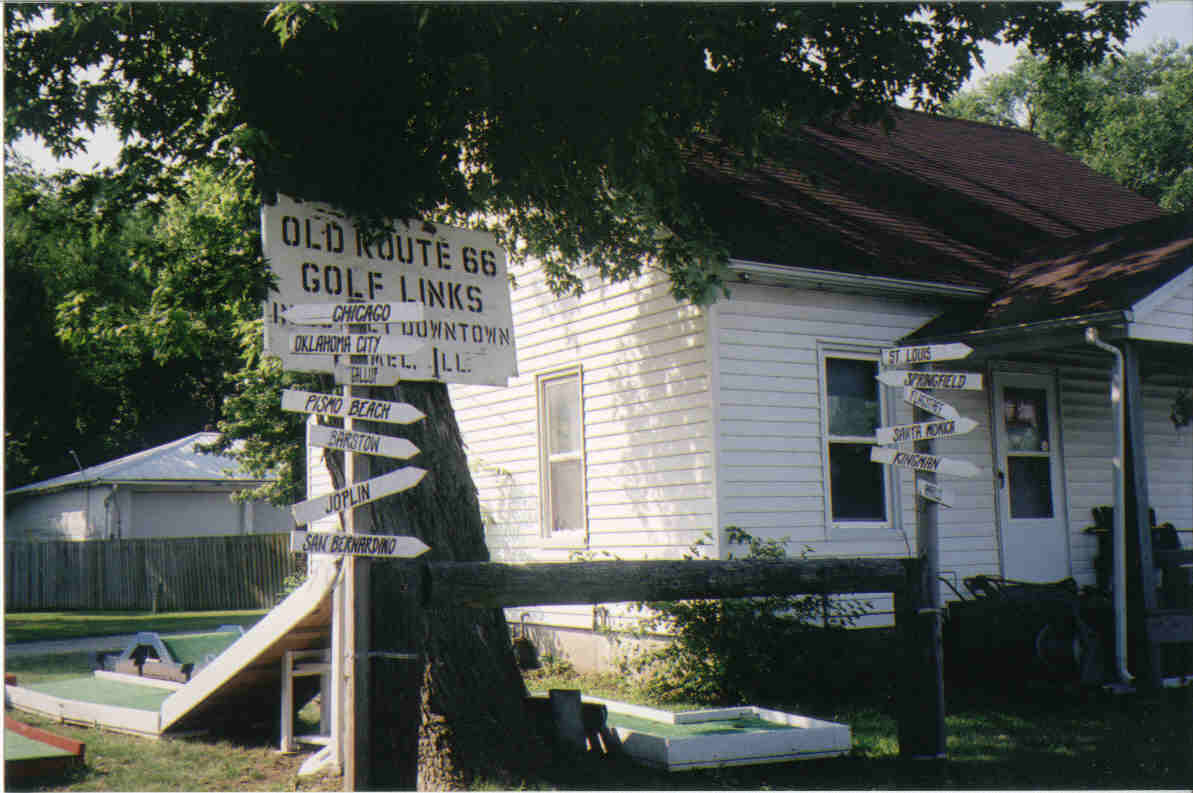 OLD ROUTE 66
GOLF LINKS
DOWNTOWN
ILL.
CHICAGO
OKLAHOMA CITY
GALLUP
PISMO BEACH
BARSTOW
JOPLIN
SAN BERNARDINO
ST. LOUIS
SPRINGFIELD
FLAGSTAFF
SANTA MONICA
KINGMAN